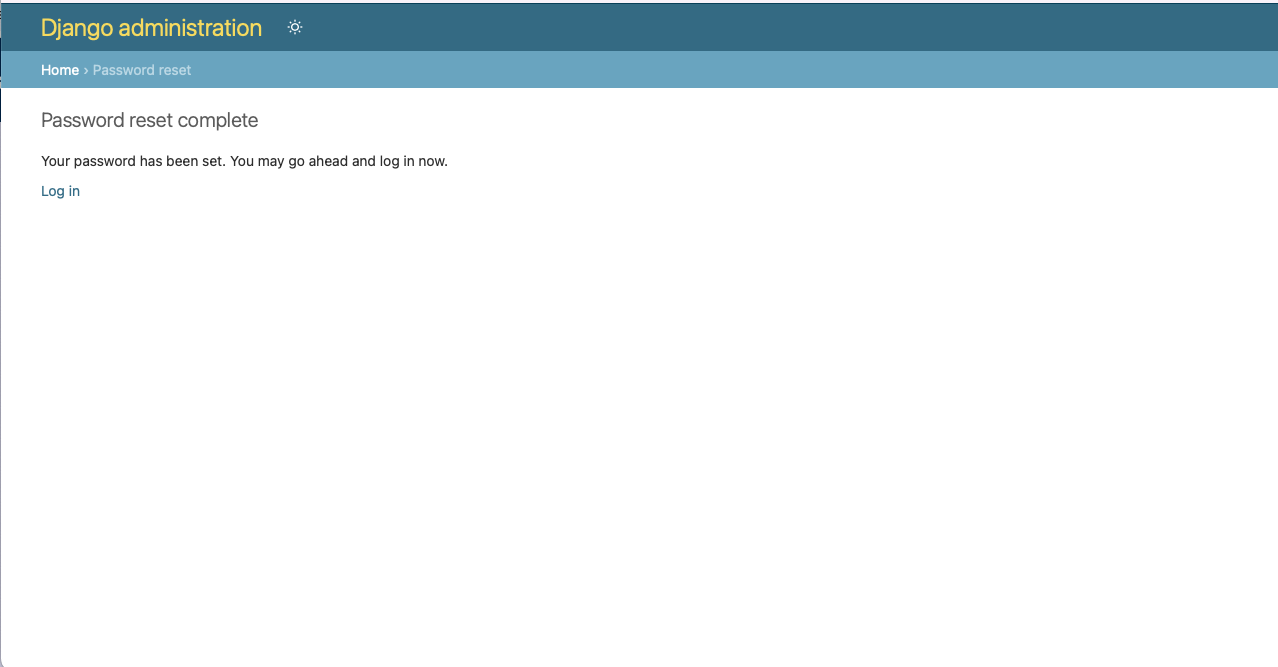 Django administration
Home › Password reset
Password reset complete
Your password has been set. You may go ahead and log in now.
Log in